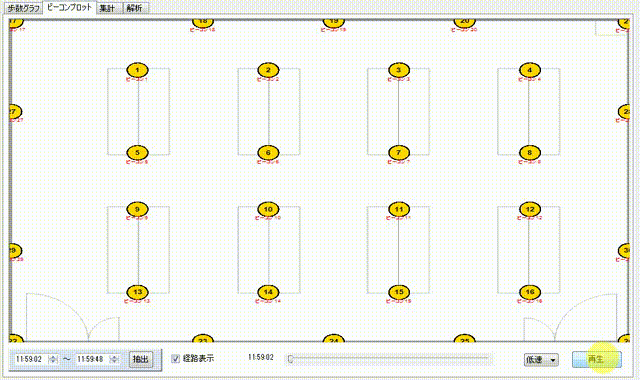 歩数グラフ ビーコンプロット 集計 解析
17 18 19 20
ビーコン18 ビーコン19 ビーコン20
1 2 3 4
ビーコン1 ビーコン2 ビーコン3 ビーコン4
27 28
5 6 7 8
ビーコン5 ビーコン6 ビーコン7 ビーコン8
9 10 11 12
ビーコン9 ビーコン10 ビーコン11 ビーコン12
29 30
13 14 15 16
ビーコン13 ビーコン14 ビーコン15 ビーコン16
22 23 24 25
11:59:02 ～ 11:59:48 抽出 経路表示 11:59:02 低速 再生